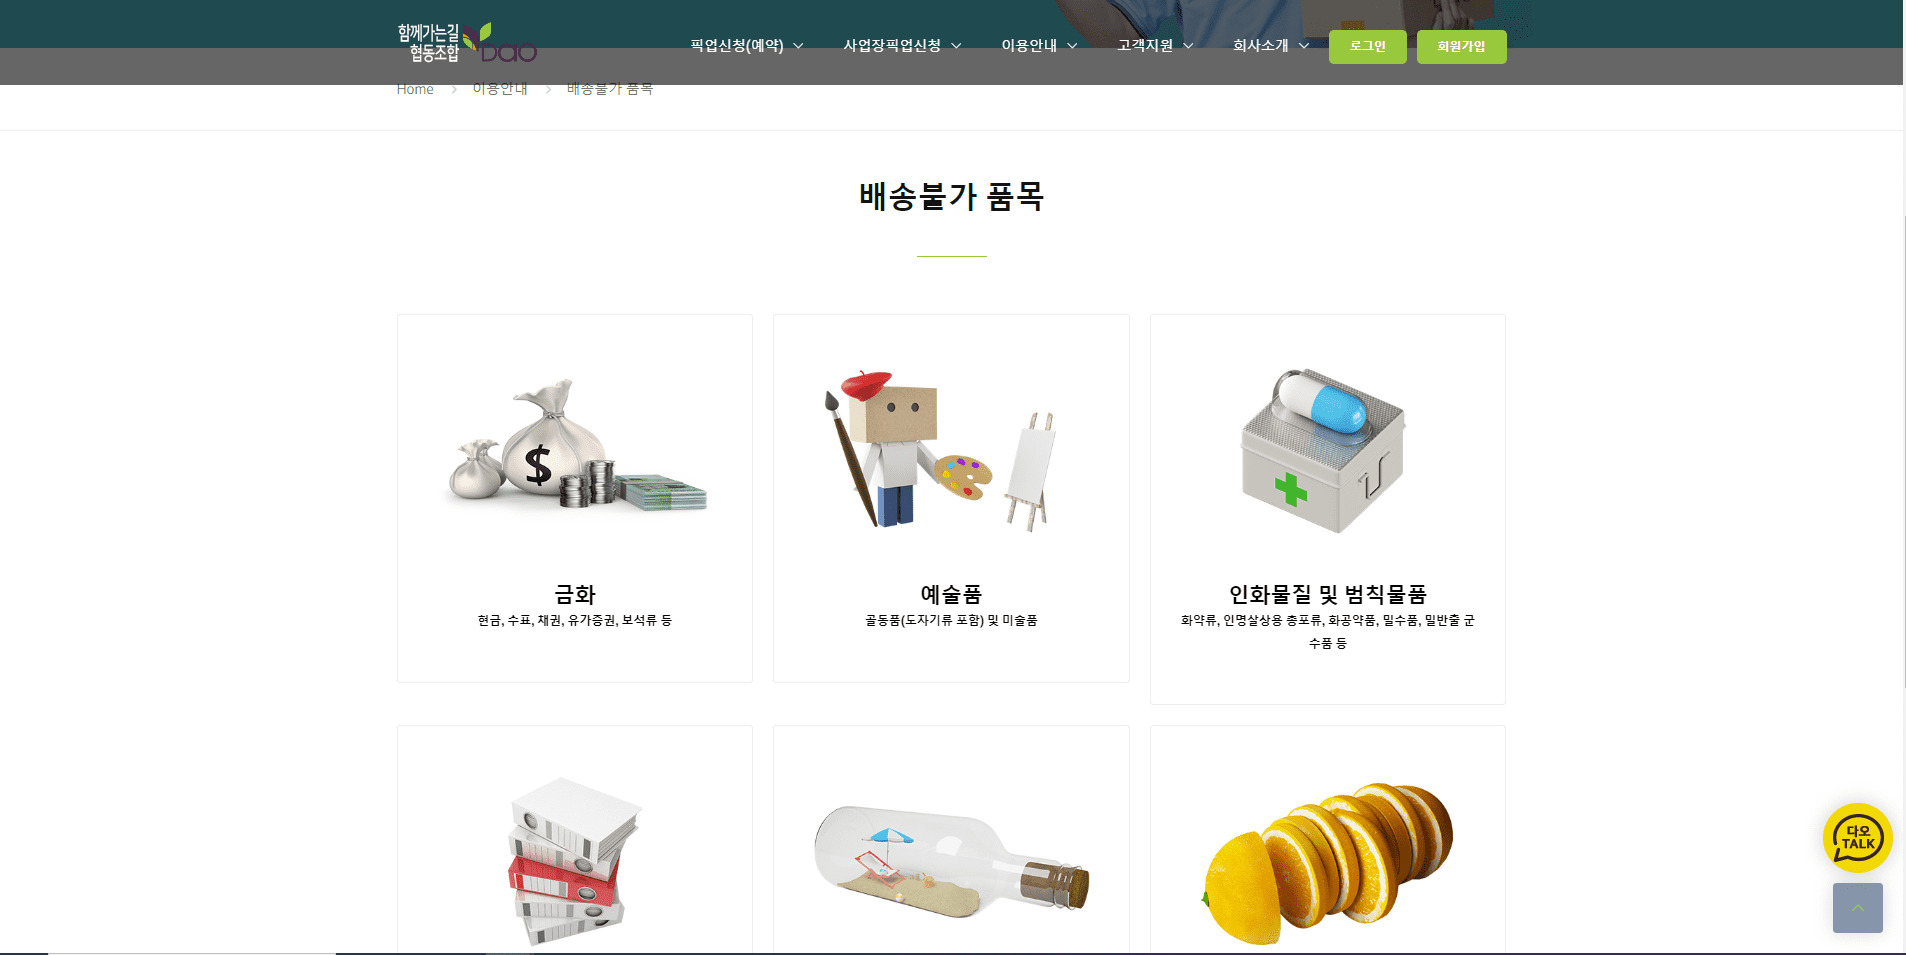 함께가는길
협동조합
DAO
픽업신청(예약)
사업장픽업신청
이용안내
고객지원
회사소개
로그인
회원가입
Home
이용안내
배송불가 품목
배송불가 품목
$
금화
현금, 수표, 채권, 유가증권, 보석류 등
예술품
골동품(도자기류 포함) 및 미술품
인화물질 및 범칙물품
화약류, 인명살상용 총포류, 화공약품, 밀수품, 밀반출 군
수품 등
다오
TALK